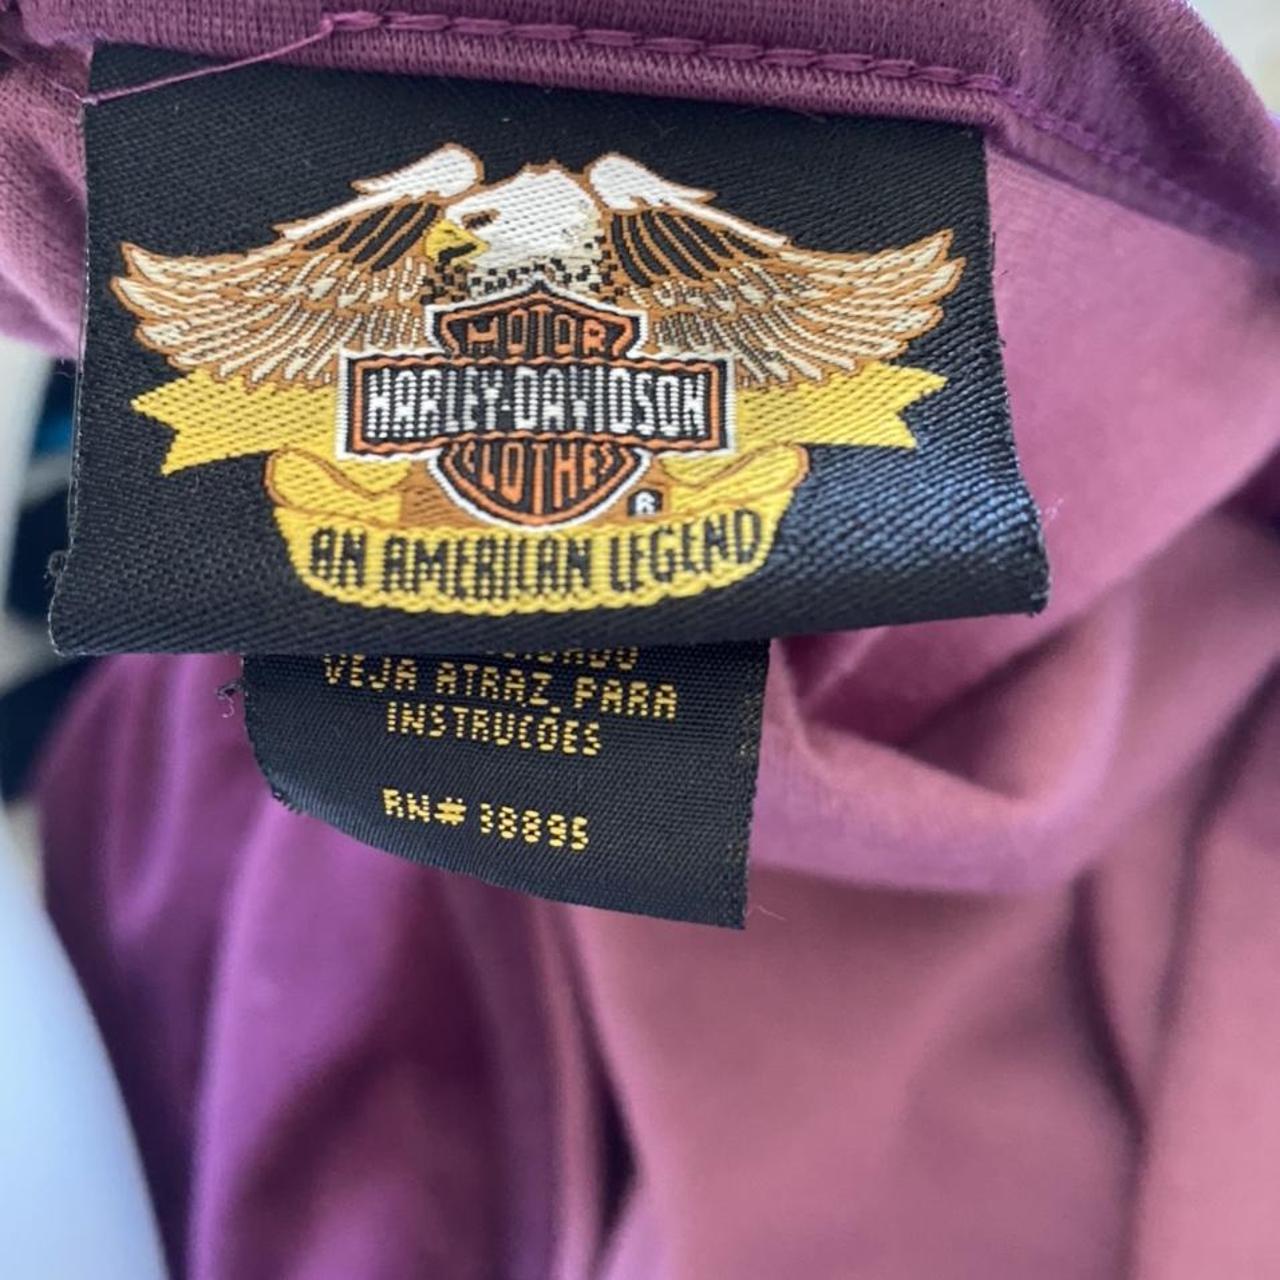 MOTOR
HARLEY-DAVIDSON
CLOTHES
®
AN AMERICAN LEGEND
VEJA ATRAZ PARA
INSTRUCOES
RN# 38895